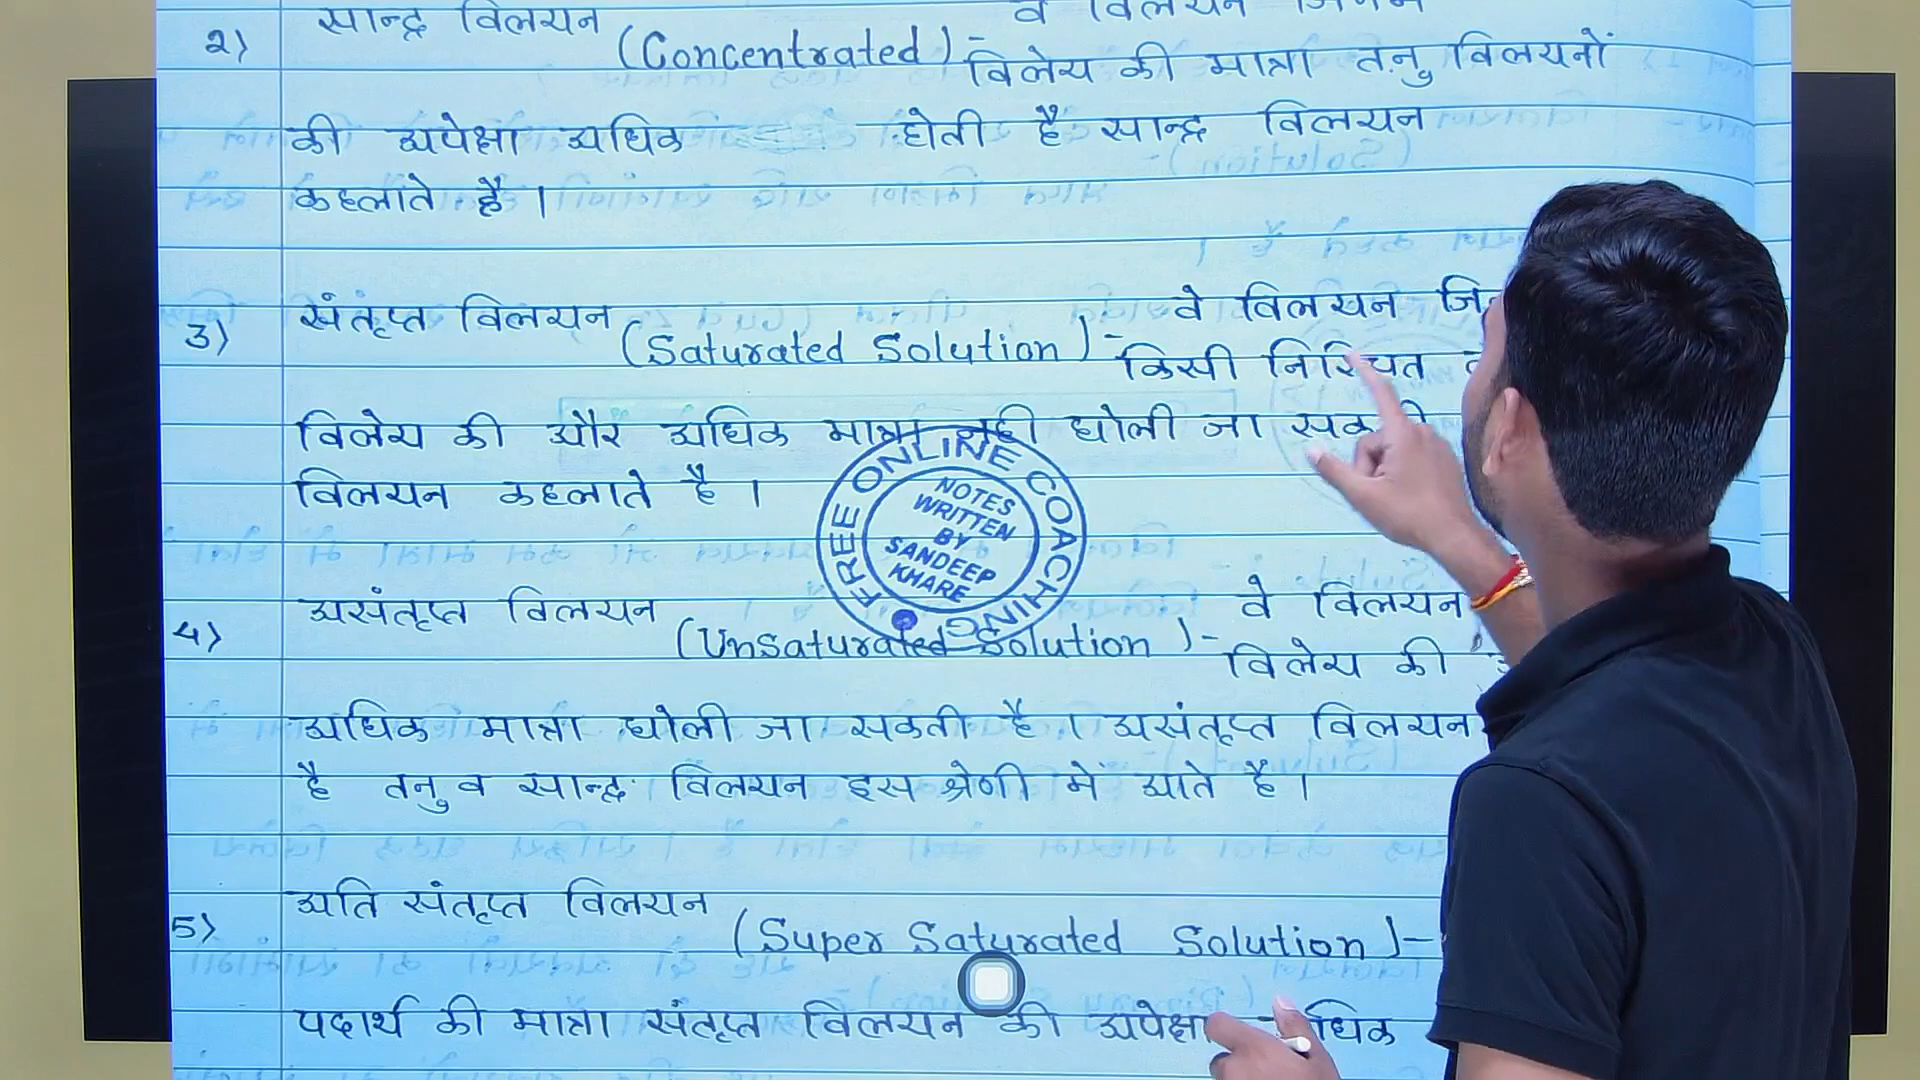 2) सान्द्र विलयन (Concentrated) - वे विलयन जिनमें
विलेय की मात्रा तनु विलयनों
की अपेक्षा अधिक होती है सान्द्र विलयन
कहलाते है ।
3) संतृप्त विलयन (Saturated Solution) - वे विलयन
किसी निश्चित
विलेय की और अधिक मात्रा नही घोली जा सकती
विलयन कहलाते है ।
FREE ONLINE COACHING
NOTES
WRITTEN
BY
SANDEEP
KHARE
4) असंतृप्त विलयन (UnSaturated Solution) - वे विलयन
विलेय की
अधिक मात्रा घोली जा सकती है । असंतृप्त विलयन
है तनु व सान्द्र विलयन इस श्रेणी में आते है ।
5) अति संतृप्त विलयन (Super Saturated Solution) -
पदार्थ की मात्रा संतृप्त विलयन की अपेक्षा अधिक